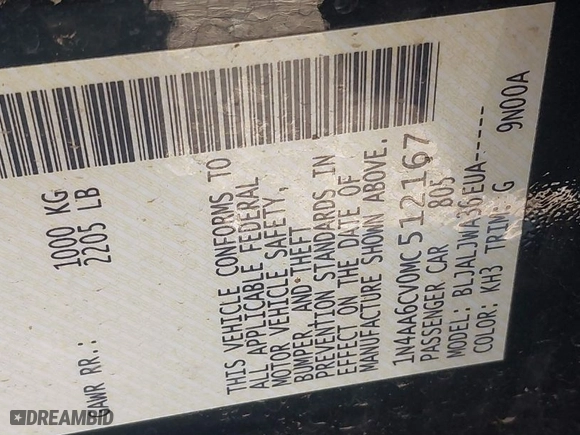 GAWR RR.:
1000 KG
2205 LB
THIS VEHICLE CONFORMS TO
ALL APPLICABLE FEDERAL
MOTOR VEHICLE SAFETY,
BUMPER, AND THEFT
PREVENTION STANDARDS IN
EFFECT ON THE DATE OF
MANUFACTURE SHOWN ABOVE.
1N4AA6CV0MC512167
PASSENGER CAR 805
MODEL: BLJALJWA36EUA-----
COLOR: KH3 TRIM: G 9N00A
DREAMBID